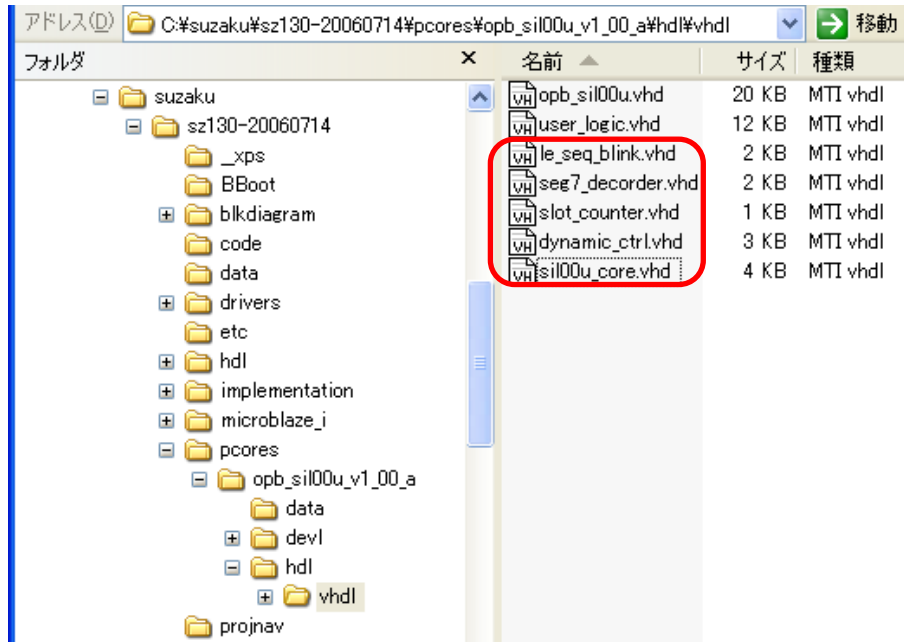 アドレス(D) C:¥suzaku¥sz130-20060714¥pcores¥opb_sil00u_v1_00_a¥hdl¥vhdl 移動
フォルダ ×
suzaku
sz130-20060714
_xps
BBoot
blkdiagram
code
data
drivers
etc
hdl
implementation
microblaze_i
pcores
opb_sil00u_v1_00_a
data
devl
hdl
vhdl
projnav
名前 サイズ 種類
opb_sil00u.vhd 20 KB MTI vhdl
user_logic.vhd 12 KB MTI vhdl
le_seq_blink.vhd 2 KB MTI vhdl
seg7_decorder.vhd 2 KB MTI vhdl
slot_counter.vhd 1 KB MTI vhdl
dynamic_ctrl.vhd 3 KB MTI vhdl
sil00u_core.vhd 4 KB MTI vhdl